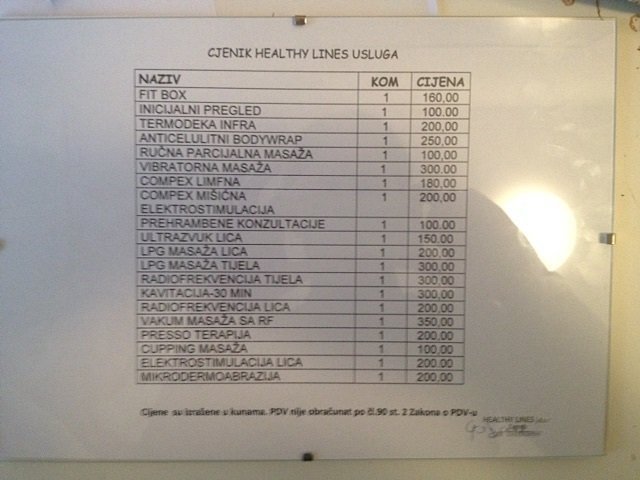 CJENIK HEALTHY LINES USLUGA
NAZIV KOM CIJENA
FIT BOX 1 160,00
INICIJALNI PREGLED 1 100.00
TERMODEKA INFRA 1 200,00
ANTICELULITNI BODYWRAP 1 250,00
RUČNA PARCIJALNA MASAŽA 1 100,00
VIBRATORNA MASAŽA 1 300.00
COMPEX LIMFNA 1 180,00
COMPEX MIŠIĆNA 1 200,00
ELEKTROSTIMULACIJA
PREHRAMBENE KONZULTACIJE 1 100.00
ULTRAZVUK LICA 1 150.00
LPG MASAŽA LICA 1 200,00
LPG MASAŽA TIJELA 1 300,00
RADIOFREKVENCIJA TIJELA 1 300.00
KAVITACIJA-30 MIN 1 300,00
RADIOFREKVENCIJA LICA 1 200.00
VAKUM MASAŽA SA RF 1 350,00
PRESSO TERAPIJA 1 200.00
CUPPING MASAŽA 1 100,00
ELEKTROSTIMULACIJA LICA 1 200.00
MIKRODERMOABRAZIJA 1 200,00
Cijene su izražene u kunama. PDV nije obračunat po čl.90 st. 2 Zakona o PDV-u
HEALTHY LINES